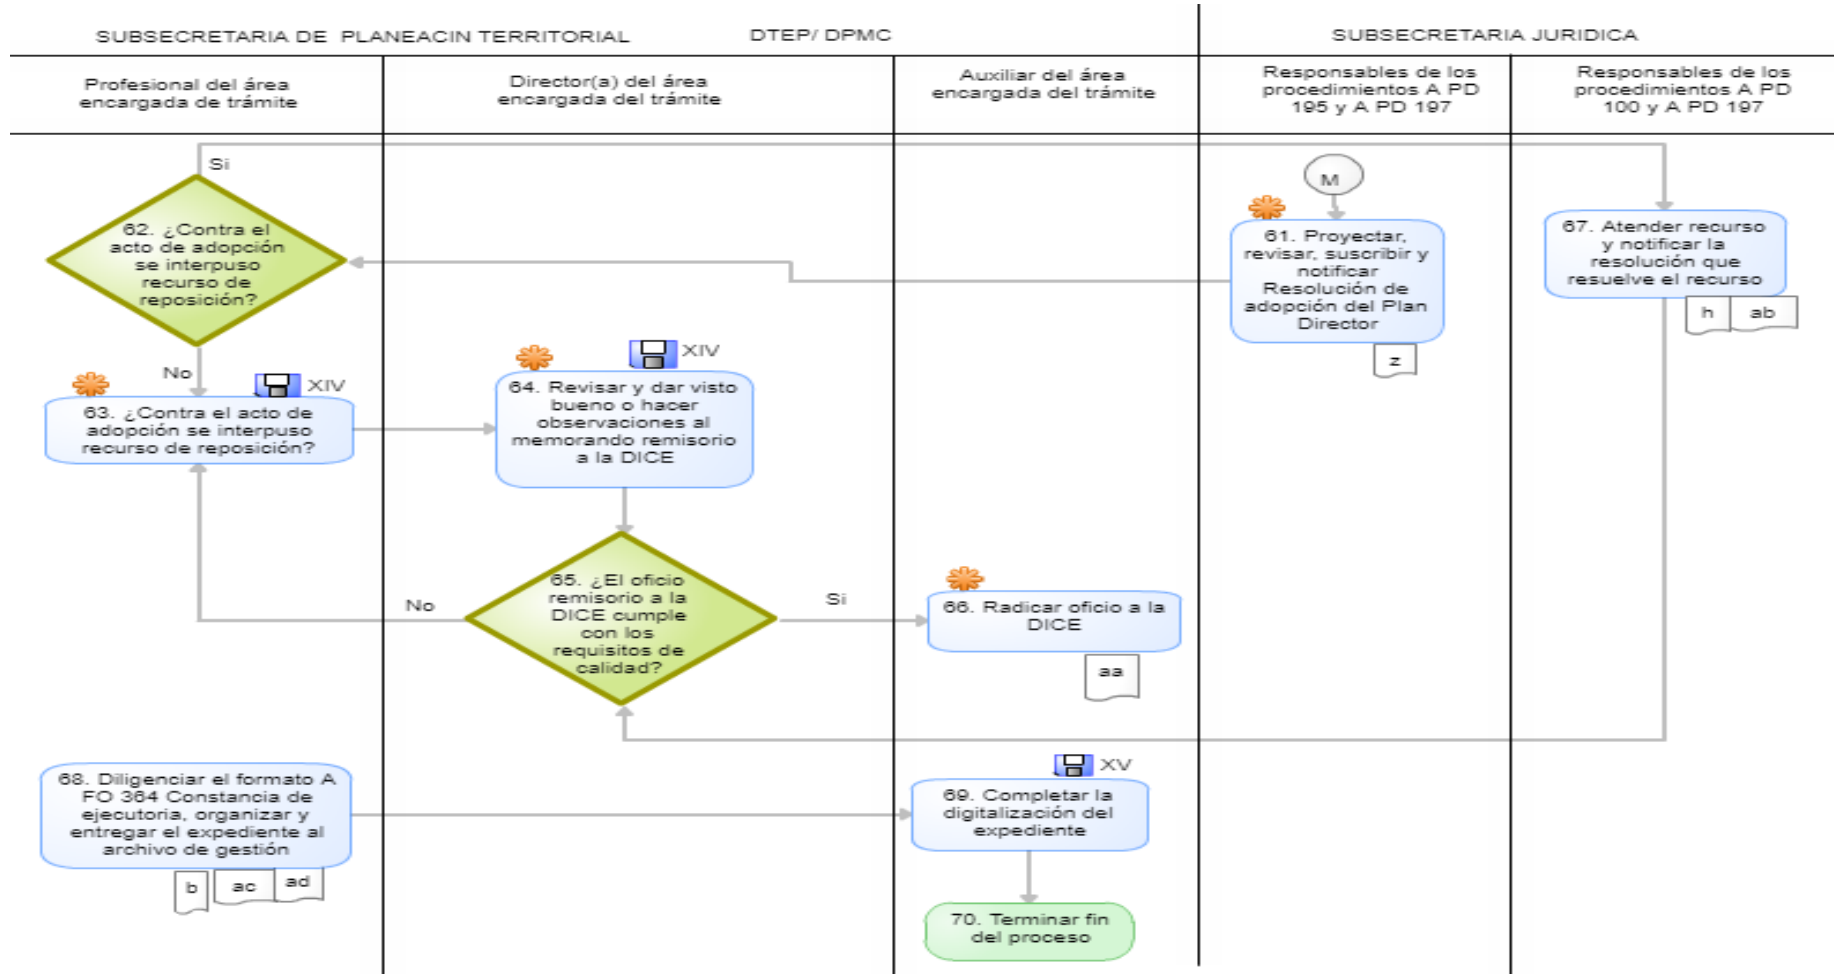 SUBSECRETARIA DE PLANEACIN TERRITORIAL
DTEP/ DPMC
SUBSECRETARIA JURIDICA
Profesional del área
encargada de trámite
Director(a) del área
encargada del trámite
Auxiliar del área
encargada del trámite
Responsables de los
procedimientos A PD
195 y A PD 197
Responsables de los
procedimientos A PD
100 y A PD 197
Si
62. ¿Contra el
acto de adopción
se interpuso
recurso de
reposición?
M
61. Proyectar,
revisar, suscribir y
notificar
Resolución de
adopción del Plan
Director
z
67. Atender recurso
y notificar la
resolución que
resuelve el recurso
h
ab
No
XIV
63. ¿Contra el acto de
adopción se interpuso
recurso de reposición?
XIV
64. Revisar y dar visto
bueno o hacer
observaciones al
memorando remisorio
a la DICE
65. ¿El oficio
remisorio a la
DICE cumple
con los
requisitos de
calidad?
No
Si
66. Radicar oficio a la
DICE
aa
68. Diligenciar el formato A
FO 364 Constancia de
ejecutoria, organizar y
entregar el expediente al
archivo de gestión
b
ac
ad
XV
69. Completar la
digitalización del
expediente
70. Terminar fin
del proceso